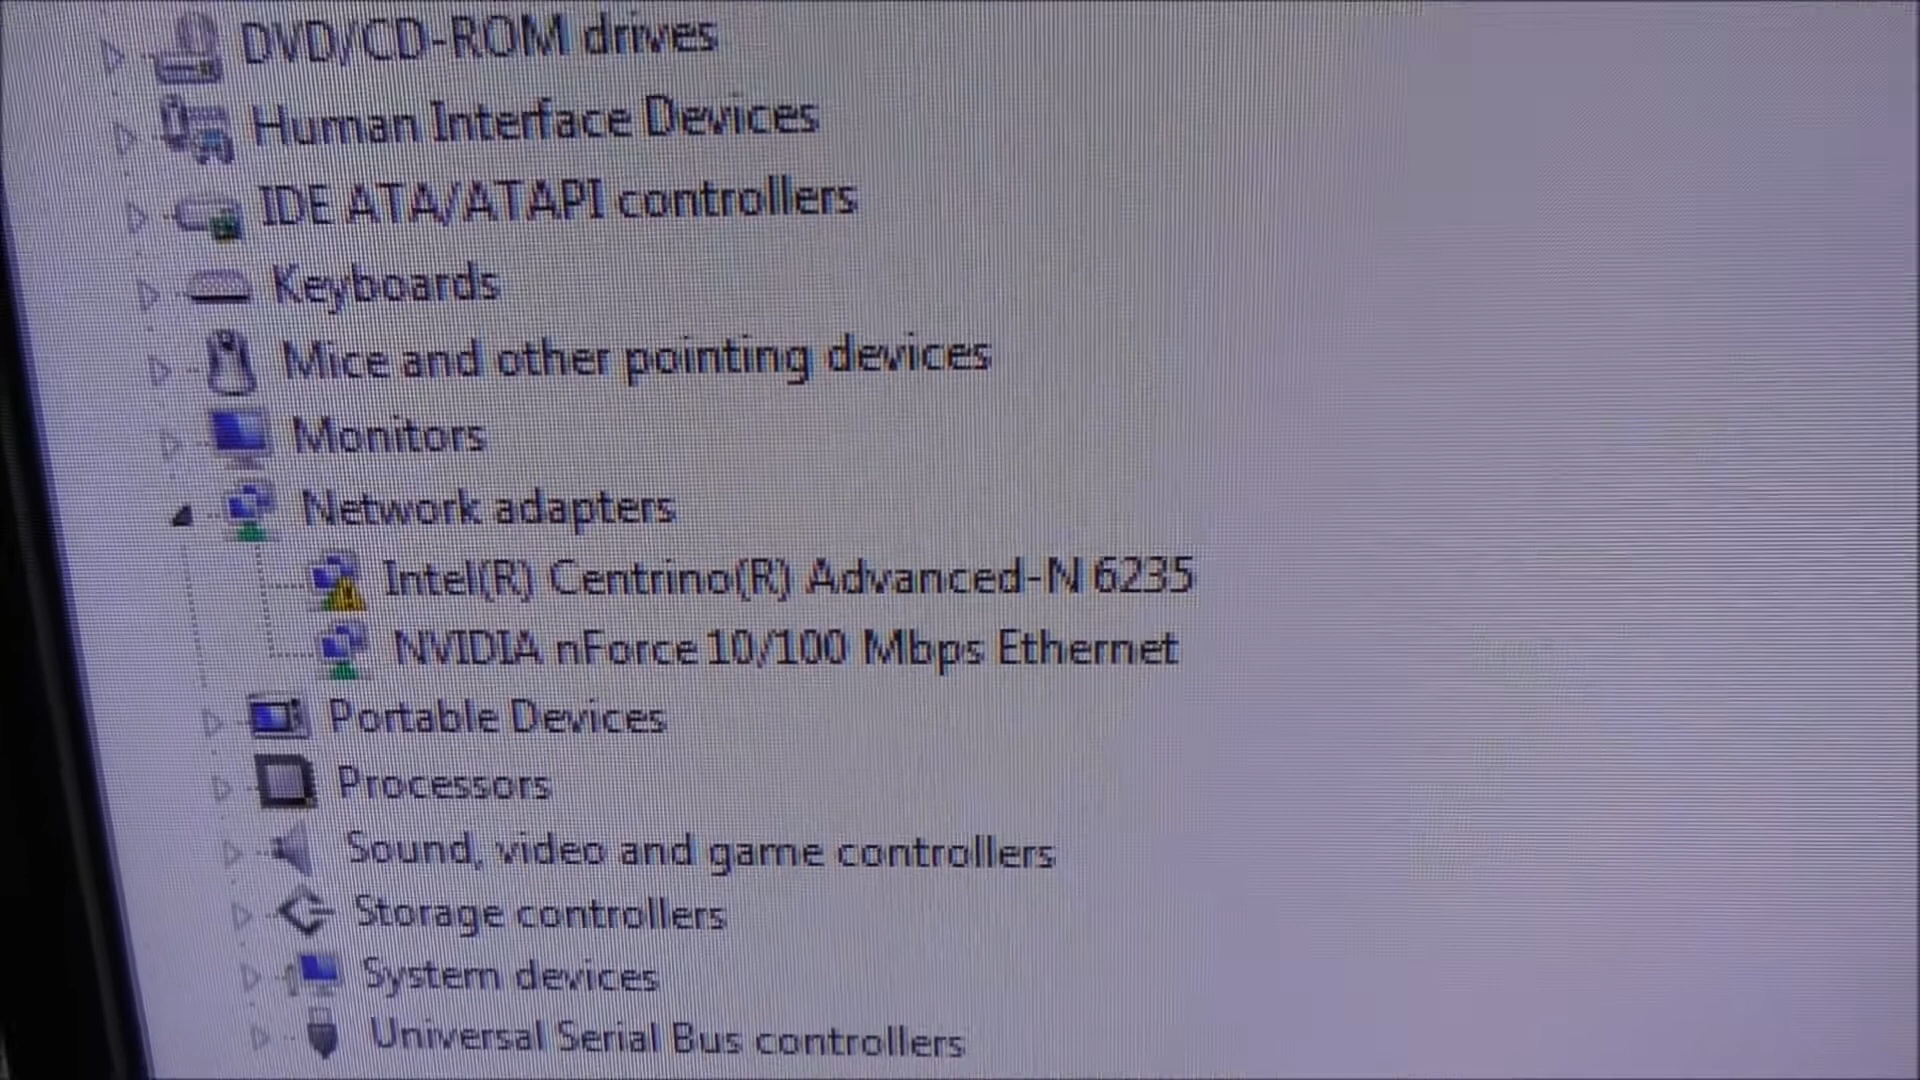 DVD/CD-ROM drives
Human Interface Devices
IDE ATA/ATAPI controllers
Keyboards
Mice and other pointing devices
Monitors
Network adapters
Intel(R) Centrino(R) Advanced-N 6235
NVIDIA nForce 10/100 Mbps Ethernet
Portable Devices
Processors
Sound, video and game controllers
Storage controllers
System devices
Universal Serial Bus controllers